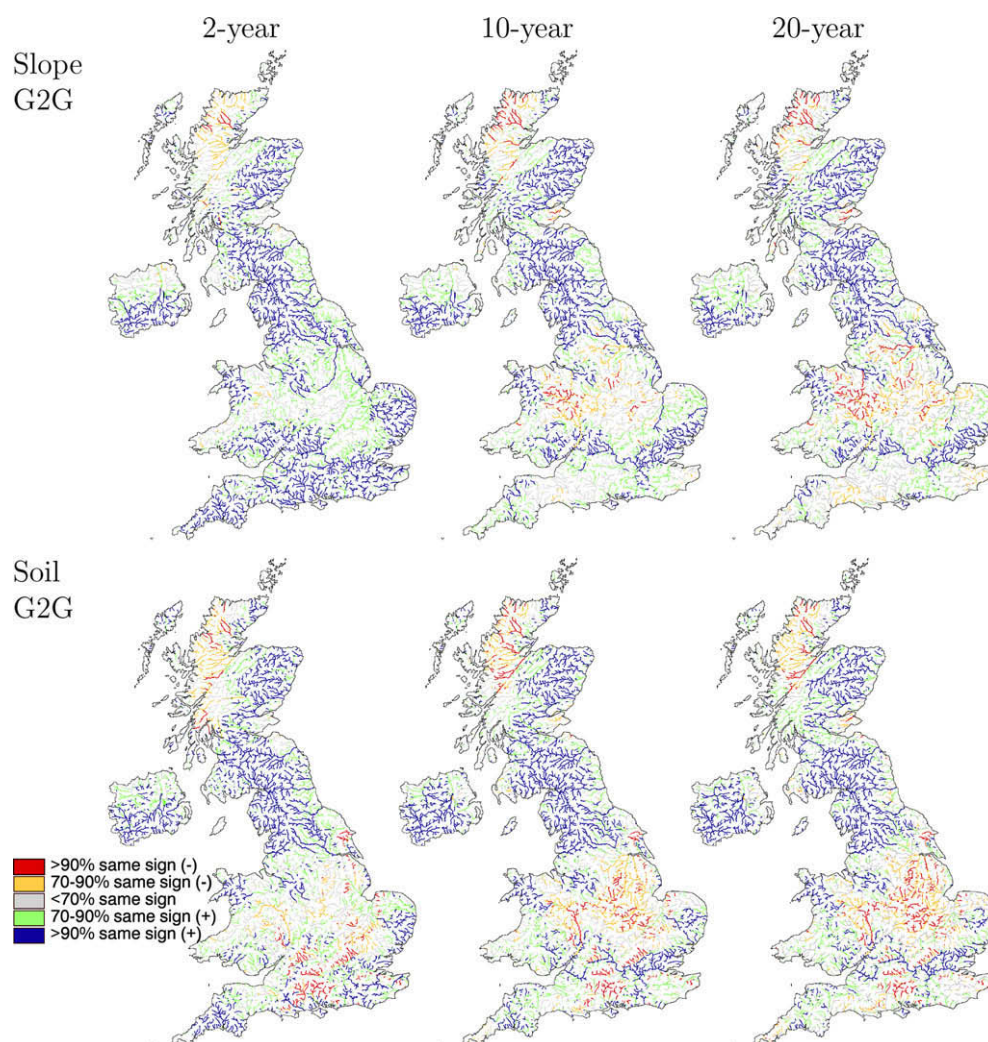 2-year
10-year
20-year
Slope
G2G
Soil
G2G
>90% same sign (-)
70-90% same sign (-)
<70% same sign
70-90% same sign (+)
>90% same sign (+)